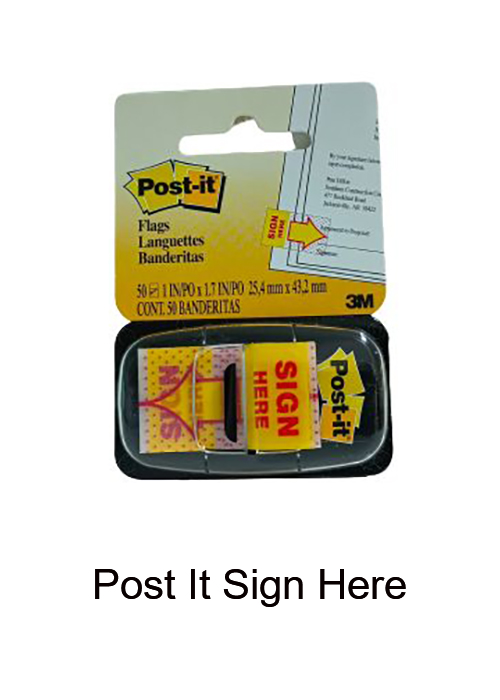 Post-it
Flags
Languettes
Banderitas
50 1 IN/PO x 1.7 IN/PO 25,4 mm x 43,2 mm
CONT. 50 BANDERITAS
3M
SIGN
HERE
SIGN
HERE
Post-it
Post It Sign Here